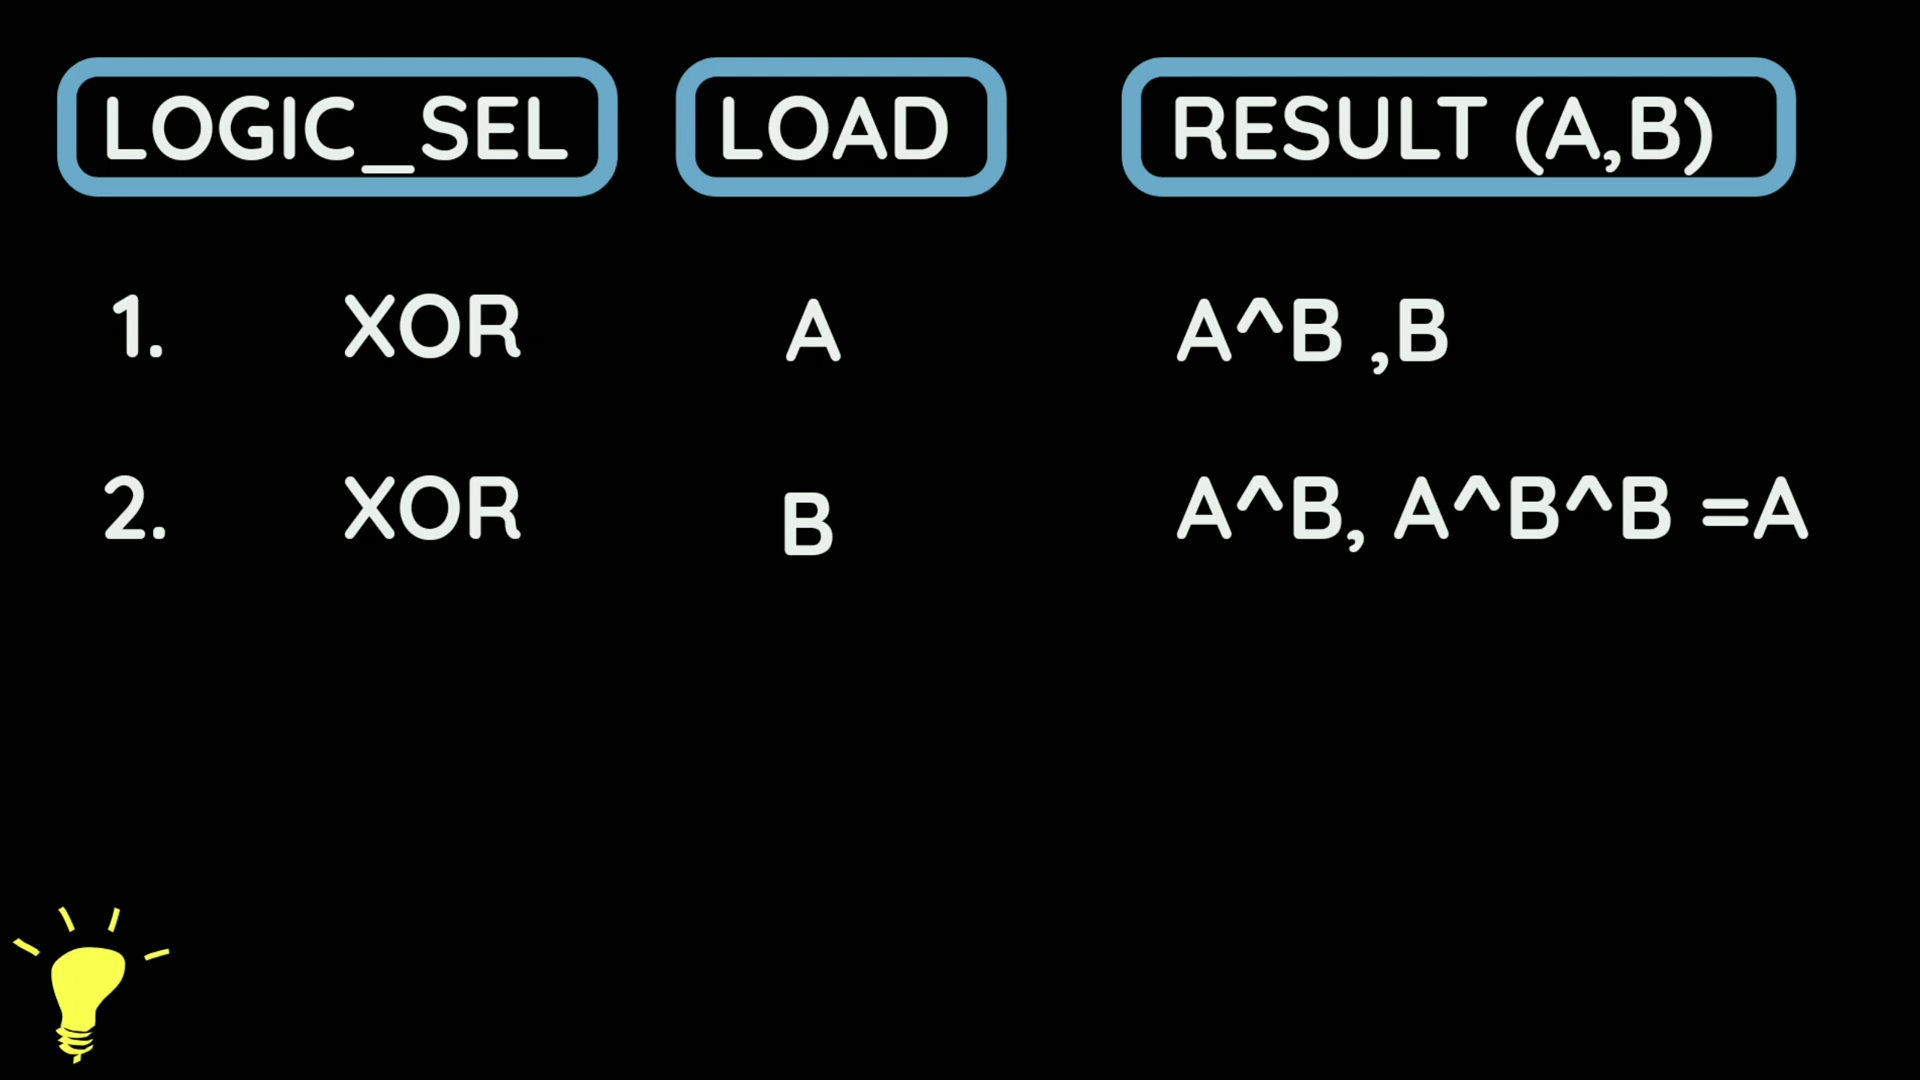 LOGIC_SEL LOAD RESULT (A,B)
1. XOR A A^B ,B
2. XOR B A^B, A^B^B =A